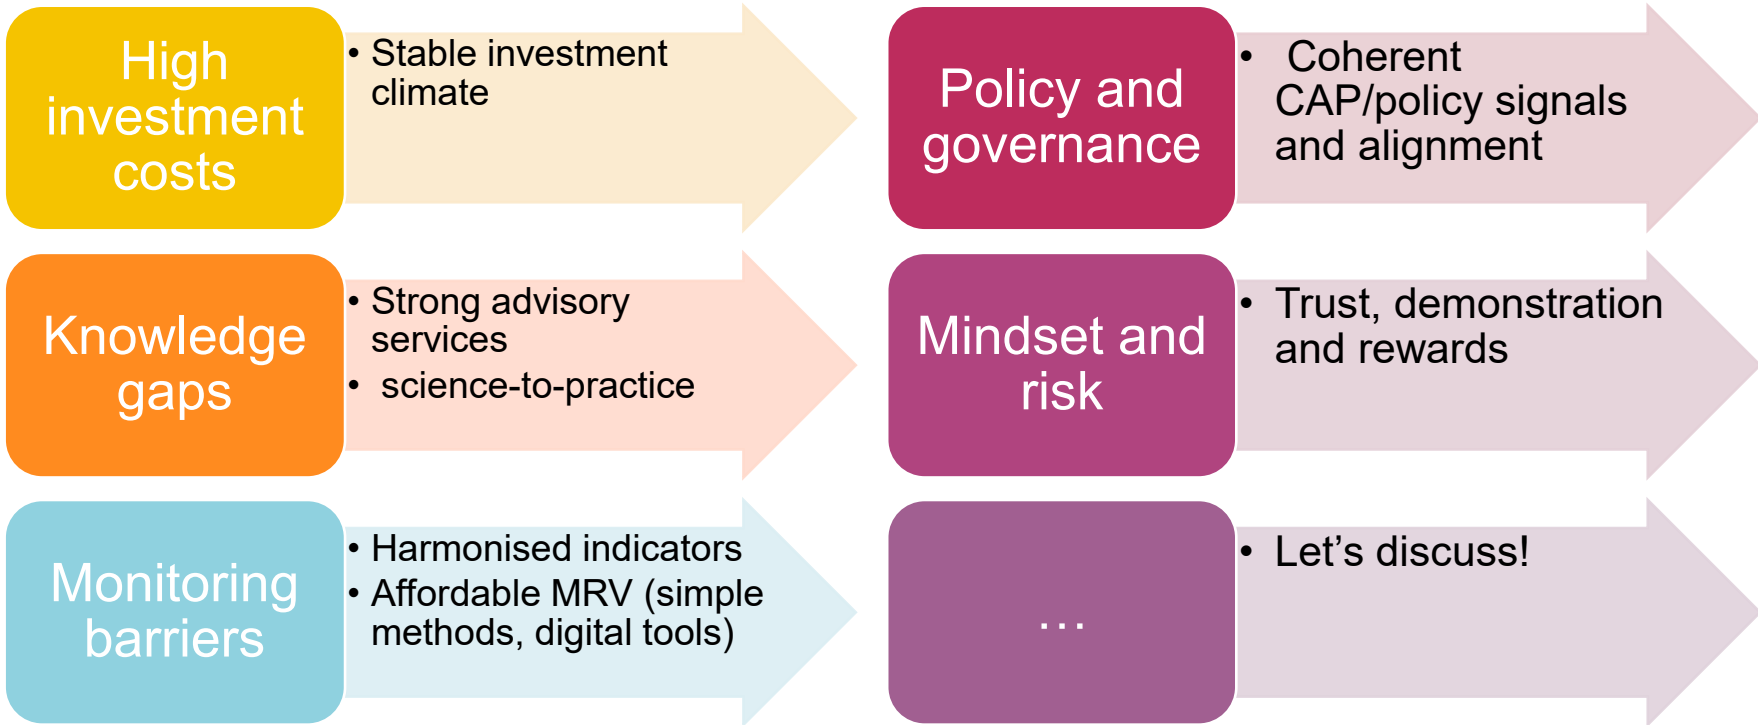 High
investment
costs
• Stable investment
climate
Knowledge
gaps
• Strong advisory
services
• science-to-practice
Monitoring
barriers
• Harmonised indicators
• Affordable MRV (simple
methods, digital tools)
Policy and
governance
• Coherent
CAP/policy signals
and alignment
Mindset and
risk
• Trust, demonstration
and rewards
…
• Let’s discuss!